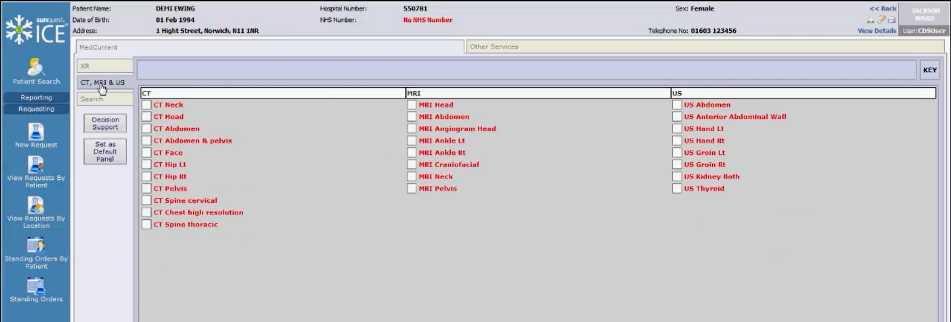 Patient Name: DEMI EWING Hospital Number: 550781 Sex: Female << Back JACKSON WARD
Date of Birth: 01 Feb 1994 NHS Number: No NHS Number
Address: 1 Hight Street, Norwich, N11 1NR Telephone No: 01603 123456 View Details User:CDSUser
sunquest
ICE
MedCurrent Other Services
XR
CT, MRI & US
Search
Decision
Support
Set as
Default
Panel
KEY
Patient Search
Reporting
Requesting
New Request
View Requests By
Patient
View Requests By
Location
Standing Orders By
Patient
Standing Orders
CT MRI US
CT Neck MRI Head US Abdomen
CT Head MRI Abdomen US Anterior Abdominal Wall
CT Abdomen MRI Angiogram Head US Hand Lt
CT Abdomen & pelvis MRI Ankle Lt US Hand Rt
CT Face MRI Ankle Rt US Groin Lt
CT Hip Lt MRI Craniofacial US Groin Rt
CT Hip Rt MRI Neck US Kidney Both
CT Pelvis MRI Pelvis US Thyroid
CT Spine cervical
CT Chest high resolution
CT Spine thoracic